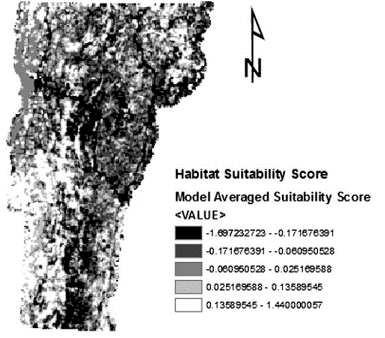 N
Habitat Suitability Score
Model Averaged Suitability Score
<VALUE>
-1.697232723 - -0.171676391
-0.171676391 - -0.060950528
-0.060950528 - 0.025169588
0.025169588 - 0.13589545
0.13589545 - 1.440000057